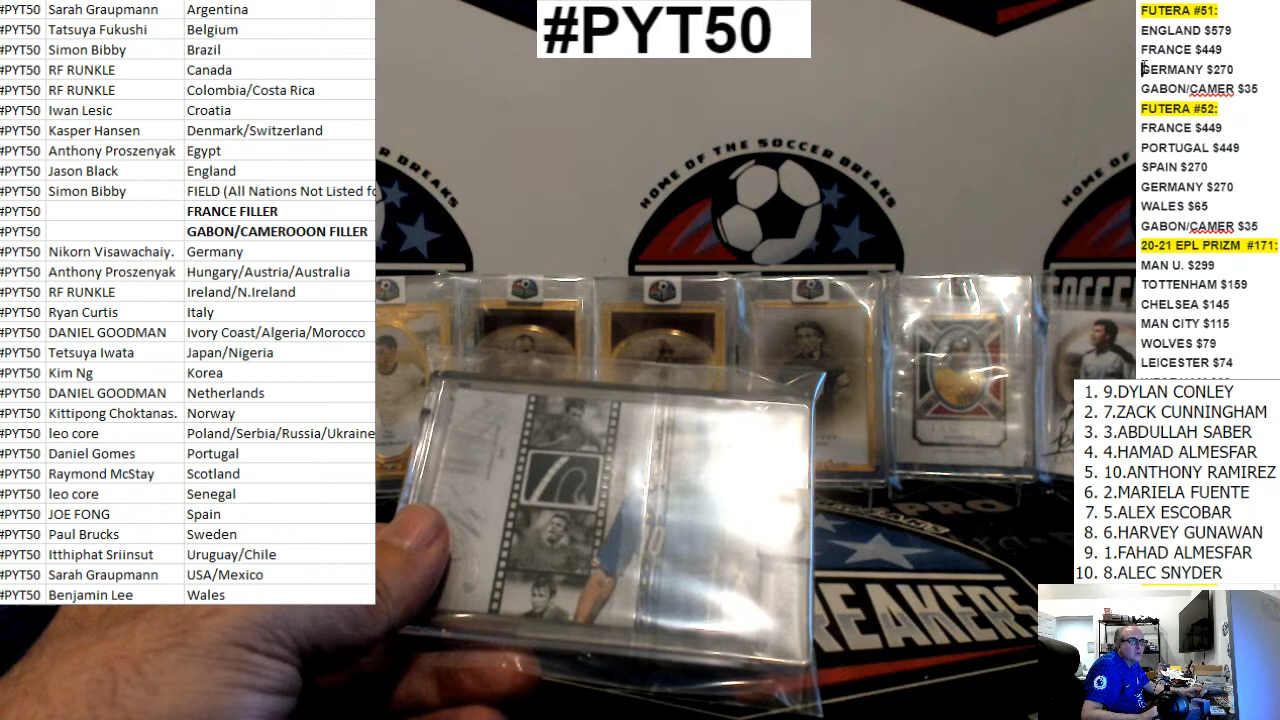 #PYT50 Sarah Graupmann Argentina
#PYT50 Tatsuya Fukushi Belgium
#PYT50 Simon Bibby Brazil
#PYT50 RF RUNKLE Canada
#PYT50 RF RUNKLE Colombia/Costa Rica
#PYT50 Iwan Lesic Croatia
#PYT50 Kasper Hansen Denmark/Switzerland
#PYT50 Anthony Proszenyak Egypt
#PYT50 Jason Black England
#PYT50 Simon Bibby FIELD (All Nations Not Listed fo
#PYT50 FRANCE FILLER
#PYT50 GABON/CAMEROOON FILLER
#PYT50 Nikorn Visawachaiy. Germany
#PYT50 Anthony Proszenyak Hungary/Austria/Australia
#PYT50 RF RUNKLE Ireland/N.Ireland
#PYT50 Ryan Curtis Italy
#PYT50 DANIEL GOODMAN Ivory Coast/Algeria/Morocco
#PYT50 Tetsuya Iwata Japan/Nigeria
#PYT50 Kim Ng Korea
#PYT50 DANIEL GOODMAN Netherlands
#PYT50 Kittipong Choktanas. Norway
#PYT50 leo core Poland/Serbia/Russia/Ukraine
#PYT50 Daniel Gomes Portugal
#PYT50 Raymond McStay Scotland
#PYT50 leo core Senegal
#PYT50 JOE FONG Spain
#PYT50 Paul Brucks Sweden
#PYT50 Itthiphat Sriinsut Uruguay/Chile
#PYT50 Sarah Graupmann USA/Mexico
#PYT50 Benjamin Lee Wales
#PYT50
HOME OF THE SOCCER BREAKS
BREAKS
HOME OF THE SOCC
REAKERS
FUTERA #51:
ENGLAND $579
FRANCE $449
GERMANY $270
GABON/CAMER $35
FUTERA #52:
FRANCE $449
PORTUGAL $449
SPAIN $270
GERMANY $270
WALES $65
GABON/CAMER $35
20-21 EPL PRIZM #171:
MAN U. $299
TOTTENHAM $159
CHELSEA $145
MAN CITY $115
WOLVES $79
LEICESTER $74
1. 9.DYLAN CONLEY
2. 7.ZACK CUNNINGHAM
3. 3.ABDULLAH SABER
4. 4.HAMAD ALMESFAR
5. 10.ANTHONY RAMIREZ
6. 2.MARIELA FUENTE
7. 5.ALEX ESCOBAR
8. 6.HARVEY GUNAWAN
9. 1.FAHAD ALMESFAR
10. 8.ALEC SNYDER